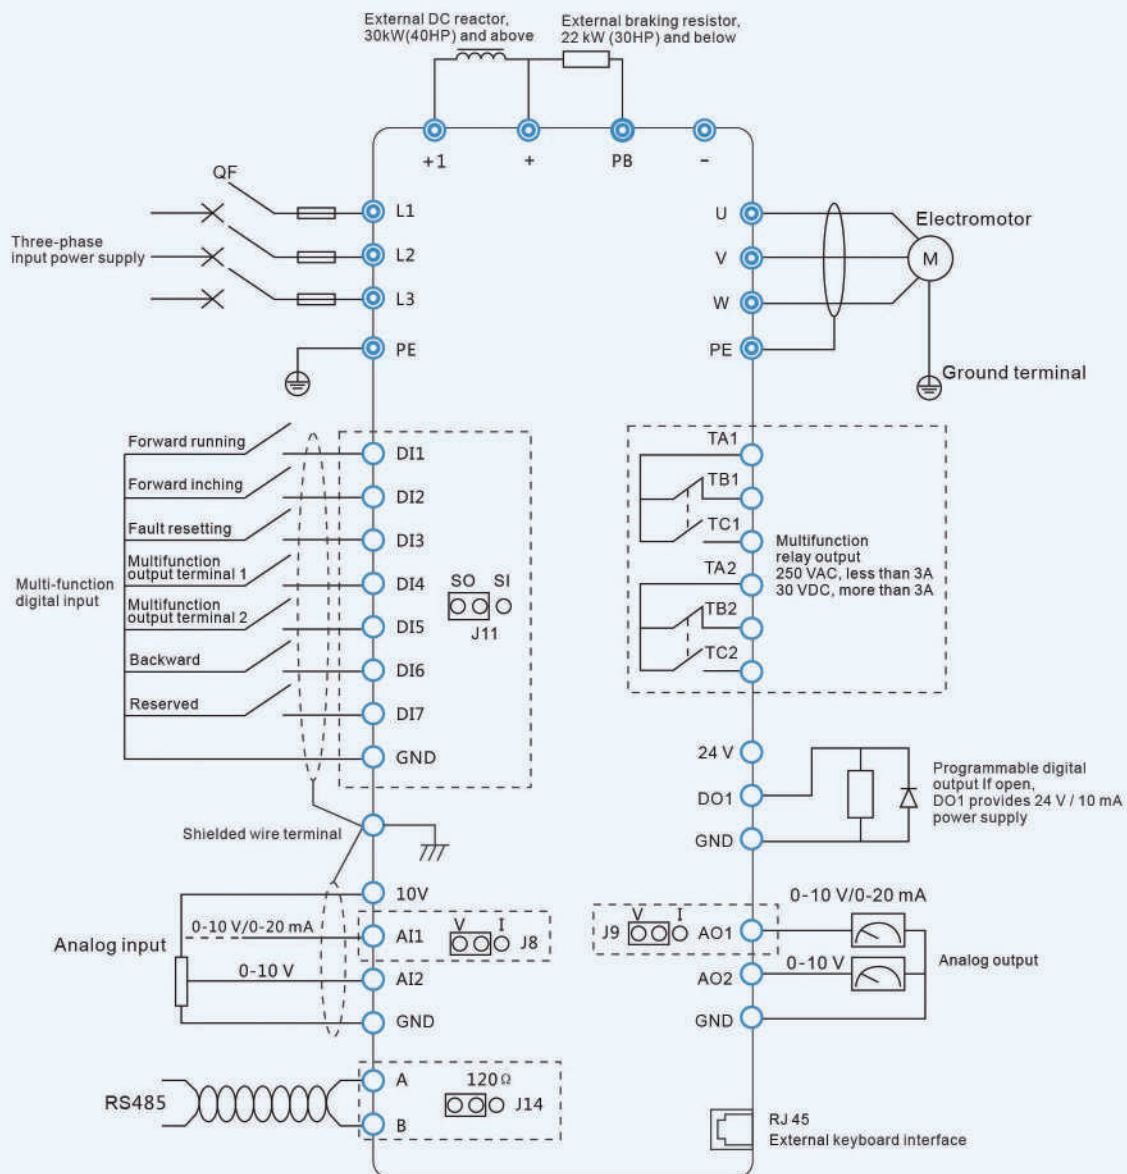 External DC reactor,
30kW(40HP) and above
External braking resistor,
22 kW (30HP) and below
+1
+
PB
-
QF
L1
L2
L3
PE
Three-phase
input power supply
U
V
W
PE
Electromotor
M
Ground terminal
Forward running
Forward inching
Fault resetting
Multifunction
output terminal 1
Multifunction
output terminal 2
Backward
Reserved
Multi-function
digital input
DI1
DI2
DI3
DI4
DI5
DI6
DI7
GND
SO SI
J11
TA1
TB1
TC1
TA2
TB2
TC2
Multifunction
relay output
250 VAC, less than 3A
30 VDC, more than 3A
24 V
DO1
GND
Programmable digital
output If open,
DO1 provides 24 V / 10 mA
power supply
Shielded wire terminal
10V
AI1
AI2
GND
0-10 V/0-20 mA
0-10 V
Analog input
V I
J8
V I
J9
AO1
AO2
GND
0-10 V/0-20 mA
0-10 V
Analog output
RS485
A
B
120Ω
J14
RJ 45
External keyboard interface